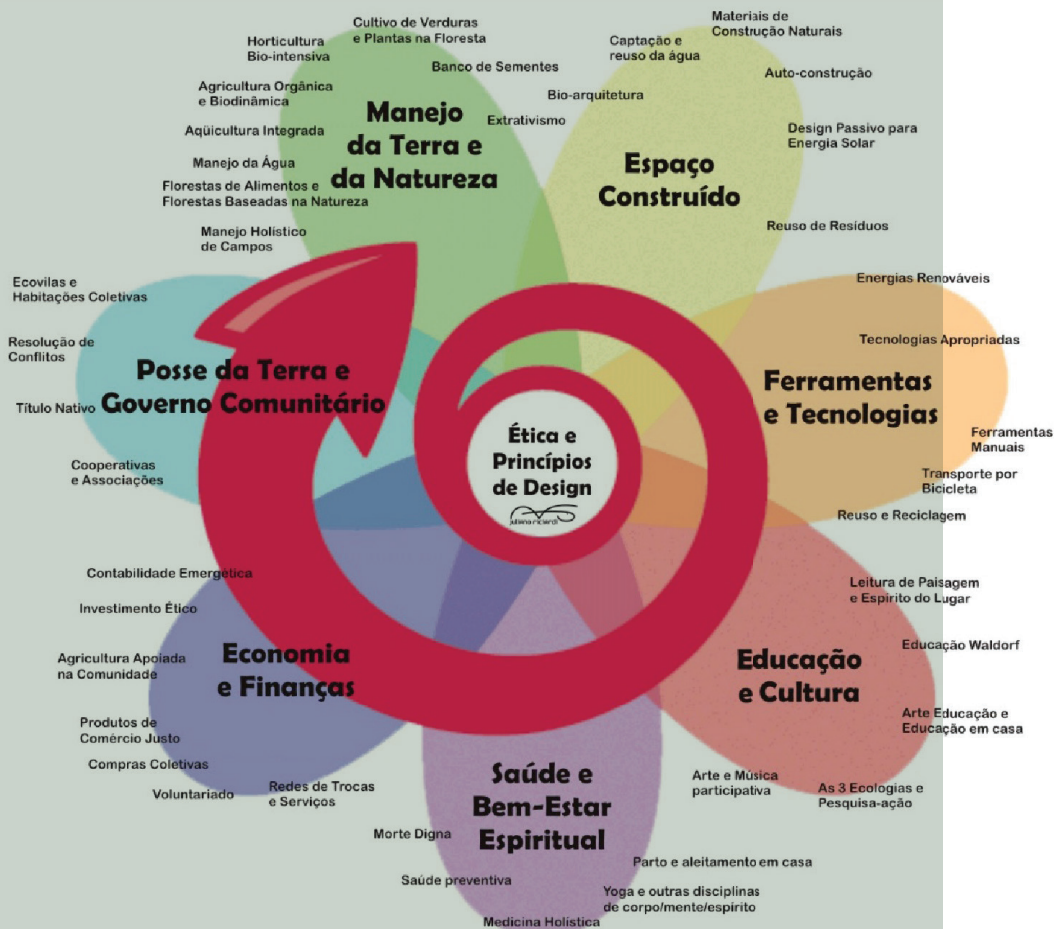 Cultivo de Verduras
e Plantas na Floresta
Horticultura
Bio-intensiva
Banco de Sementes
Agricultura Orgânica
e Biodinâmica
Extrativismo
Aqüicultura Integrada
Manejo da Água
Florestas de Alimentos e
Florestas Baseadas na Natureza
Manejo Holístico
de Campos
Manejo
da Terra e
da Natureza
Materiais de
Construção Naturais
Captação e
reuso da água
Auto-construção
Bio-arquitetura
Design Passivo para
Energia Solar
Reuso de Resíduos
Espaço
Construído
Energias Renováveis
Tecnologias Apropriadas
Ferramentas
e Tecnologias
Ferramentas
Manuais
Transporte por
Bicicleta
Reuso e Reciclagem
Ecovilas e
Habitações Coletivas
Resolução de
Conflitos
Título Nativo
Cooperativas
e Associações
Posse da Terra e
Governo Comunitário
Ética e
Princípios
de Design
Contabilidade Emergética
Investimento Ético
Agricultura Apoiada
na Comunidade
Produtos de
Comércio Justo
Compras Coletivas
Voluntariado
Redes de Trocas
e Serviços
Economia
e Finanças
Leitura de Paisagem
e Espírito do Lugar
Educação Waldorf
Arte Educação e
Educação em casa
As 3 Ecologias e
Pesquisa-ação
Arte e Música
participativa
Educação
e Cultura
Saúde e
Bem-Estar
Espiritual
Morte Digna
Saúde preventiva
Medicina Holística
Parto e aleitamento em casa
Yoga e outras disciplinas
de corpo/mente/espírito